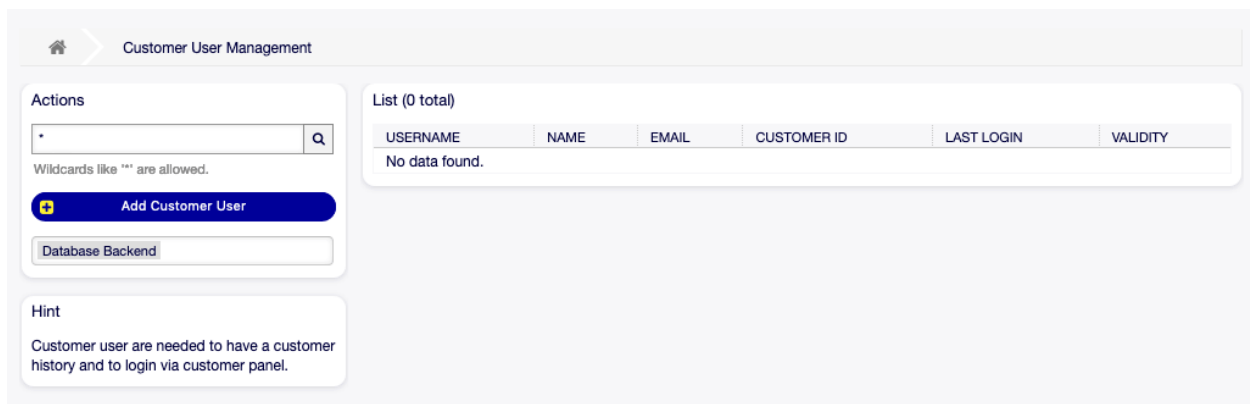 Customer User Management
Actions
*
Wildcards like '*' are allowed.
Add Customer User
Database Backend
Hint
Customer user are needed to have a customer
history and to login via customer panel.
List (0 total)
USERNAME NAME EMAIL CUSTOMER ID LAST LOGIN VALIDITY
No data found.